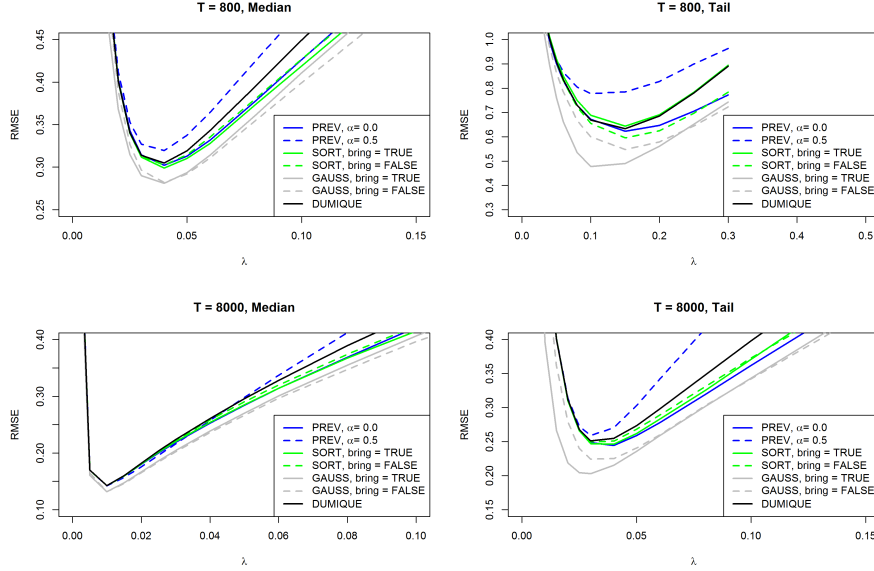 T = 800, Median
RMSE
0.45
0.40
0.35
0.30
0.25
0.00 0.05 0.10 0.15
λ
PREV, α= 0.0
PREV, α= 0.5
SORT, bring = TRUE
SORT, bring = FALSE
GAUSS, bring = TRUE
GAUSS, bring = FALSE
DUMIQUE
T = 800, Tail
RMSE
1.0
0.9
0.8
0.7
0.6
0.5
0.4
0.3
0.0 0.1 0.2 0.3 0.4 0.5
λ
PREV, α= 0.0
PREV, α= 0.5
SORT, bring = TRUE
SORT, bring = FALSE
GAUSS, bring = TRUE
GAUSS, bring = FALSE
DUMIQUE
T = 8000, Median
RMSE
0.40
0.30
0.20
0.10
0.00 0.02 0.04 0.06 0.08 0.10
λ
PREV, α= 0.0
PREV, α= 0.5
SORT, bring = TRUE
SORT, bring = FALSE
GAUSS, bring = TRUE
GAUSS, bring = FALSE
DUMIQUE
T = 8000, Tail
RMSE
0.40
0.35
0.30
0.25
0.20
0.15
0.00 0.05 0.10 0.15
λ
PREV, α= 0.0
PREV, α= 0.5
SORT, bring = TRUE
SORT, bring = FALSE
GAUSS, bring = TRUE
GAUSS, bring = FALSE
DUMIQUE